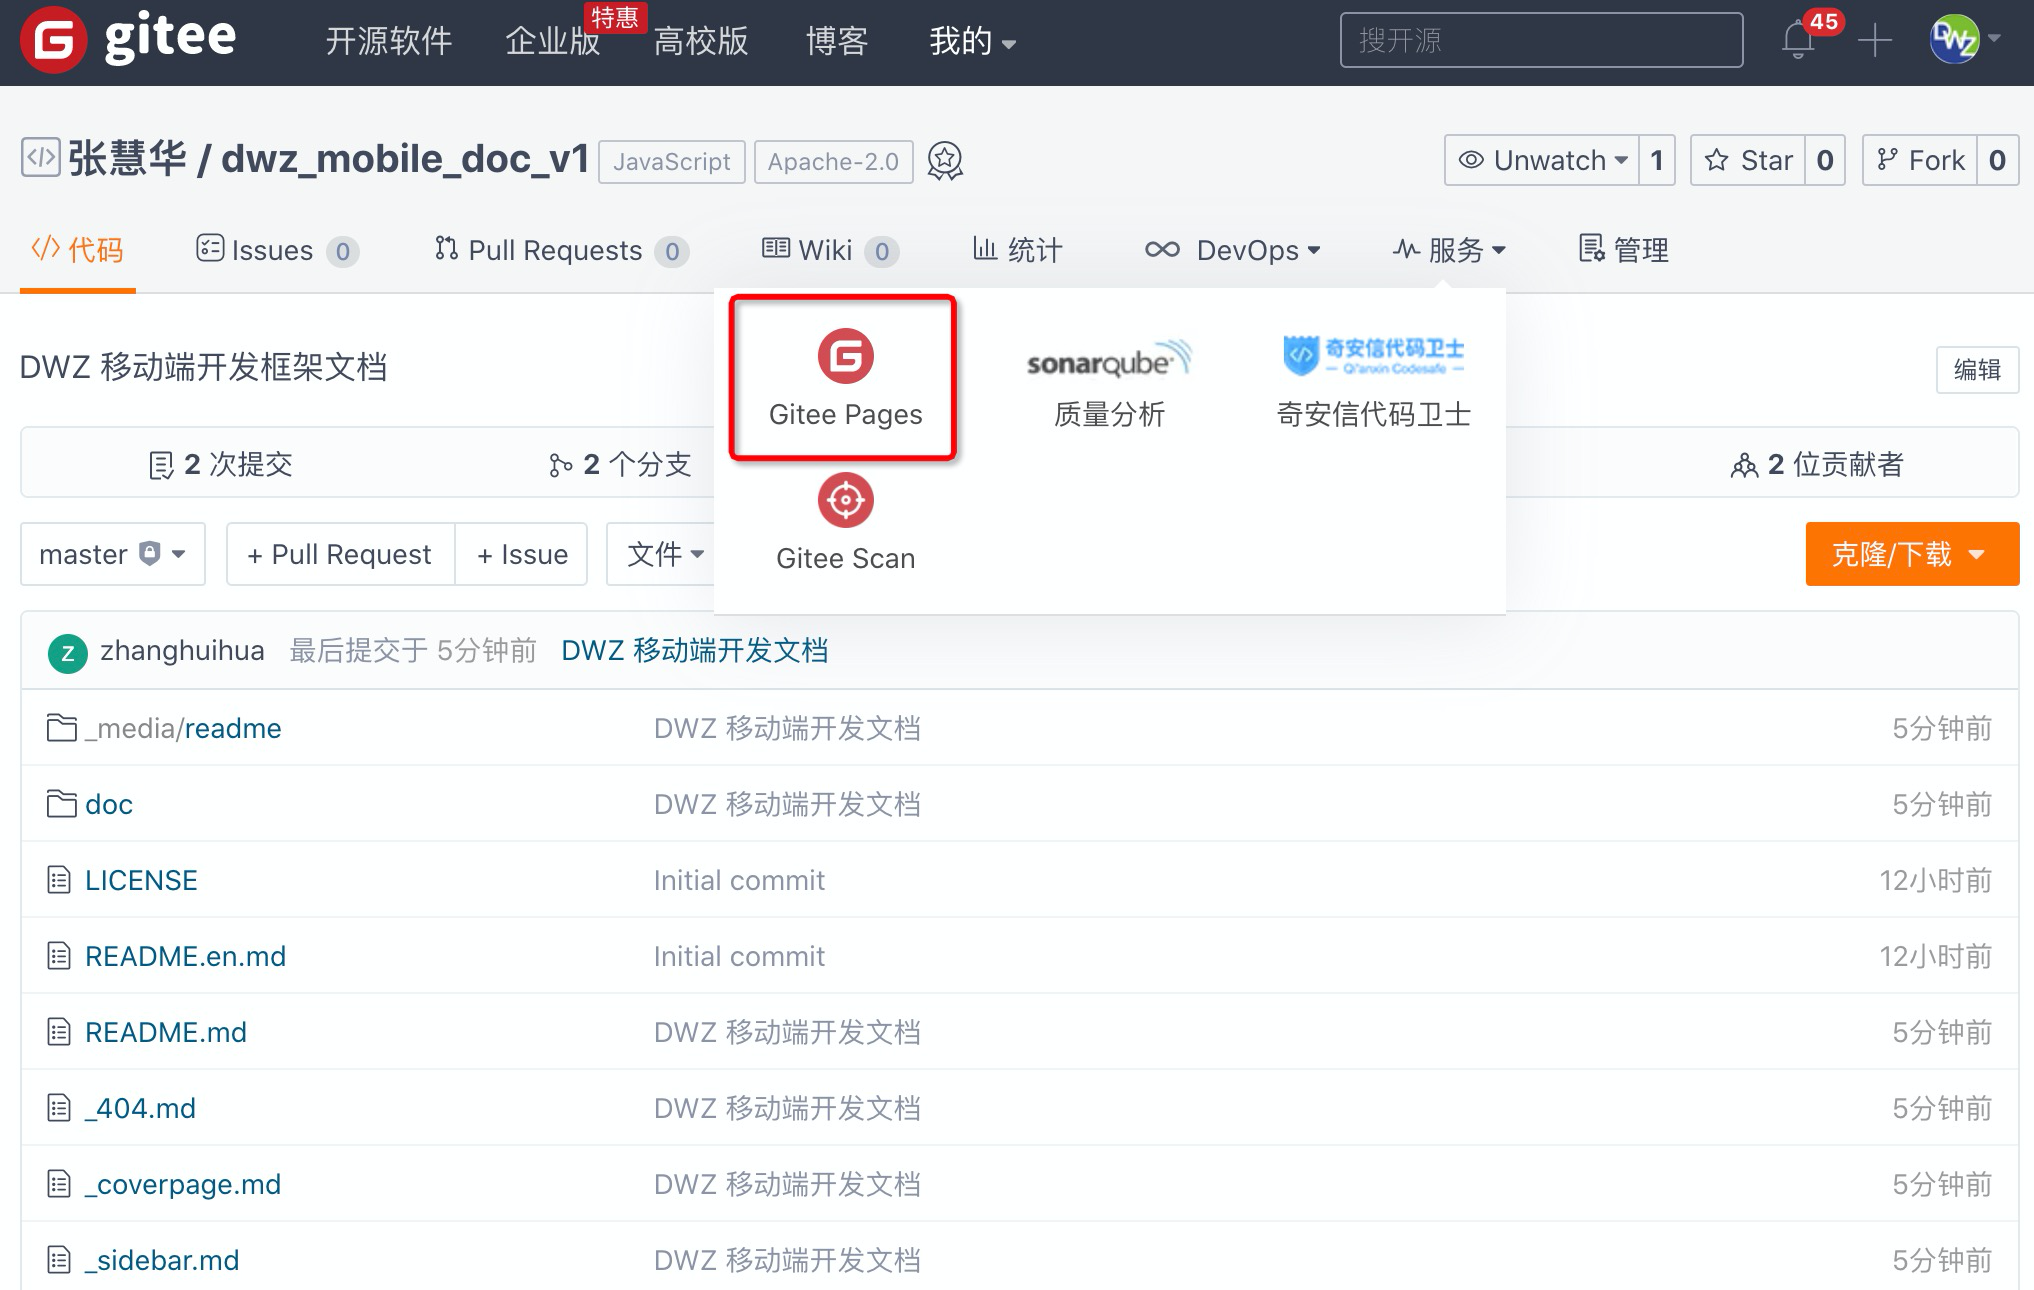 gitee 开源软件 企业版 特惠 高校版 博客 我的 搜开源 45
张慧华 / dwz_mobile_doc_v1 JavaScript Apache-2.0 Unwatch 1 Star 0 Fork 0
代码 Issues 0 Pull Requests 0 Wiki 0 统计 DevOps 服务 管理
DWZ 移动端开发框架文档 编辑
Gitee Pages
sonarqube
质量分析
奇安信代码卫士
Qi'anxin Codesafe
奇安信代码卫士
Gitee Scan
2 次提交 2 个分支 2 位贡献者
master + Pull Request + Issue 文件 克隆/下载
Z zhanghuihua 最后提交于 5分钟前 DWZ 移动端开发文档
_media/readme DWZ 移动端开发文档 5分钟前
doc DWZ 移动端开发文档 5分钟前
LICENSE Initial commit 12小时前
README.en.md Initial commit 12小时前
README.md DWZ 移动端开发文档 5分钟前
_404.md DWZ 移动端开发文档 5分钟前
_coverpage.md DWZ 移动端开发文档 5分钟前
_sidebar.md DWZ 移动端开发文档 5分钟前